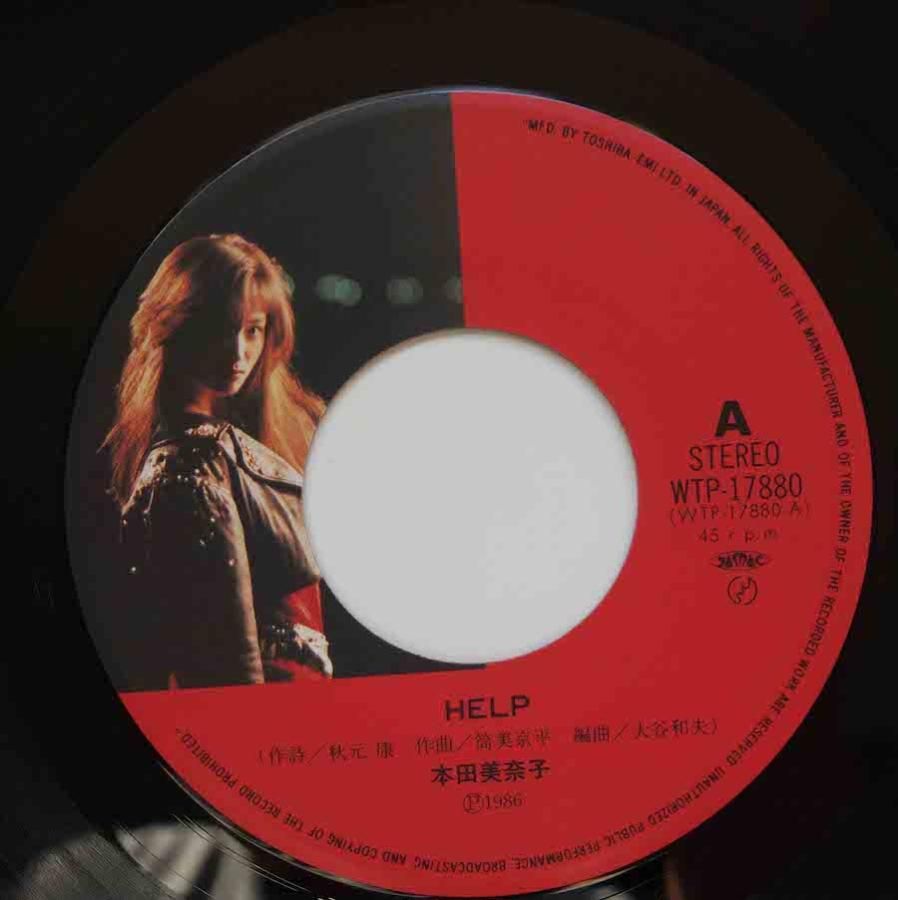 "MFD. BY TOSHIBA-EMI LTD. IN JAPAN. ALL RIGHTS OF THE MANUFACTURER AND OF THE OWNER OF THE RECORDED WORK ARE RESERVED UNAUTHORIZED PUBLIC PERFORMANCE, BROADCASTING AND COPYING OF THE RECORD PROHIBITED"
A
STEREO
WTP-17880
(WTP-17880-A)
45 r.p.m
JASRAC
HELP
(作詩/秋元 康 作曲/筒美京平 編曲/大谷和夫)
本田美奈子
Ⓟ1986